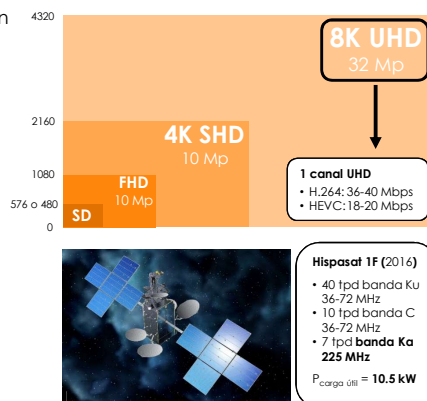 n
4320
8K UHD
32 Mp
2160
4K SHD
10 Mp
1080
FHD
10 Mp
576 o 480
SD
0
1 canal UHD
• H.264: 36-40 Mbps
• HEVC: 18-20 Mbps
Hispasat 1F (2016)
• 40 tpd banda Ku
36-72 MHz
• 10 tpd banda C
36-72 MHz
• 7 tpd banda Ka
225 MHz
Pcarga útil = 10.5 kW